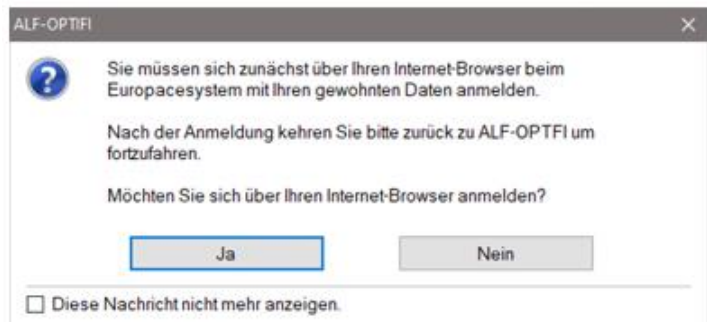 ALF-OPTIFI
Sie müssen sich zunächst über Ihren Internet-Browser beim
Europacesystem mit Ihren gewohnten Daten anmelden.
Nach der Anmeldung kehren Sie bitte zurück zu ALF-OPTFI um
fortzufahren.
Möchten Sie sich über Ihren Internet-Browser anmelden?
Ja
Nein
Diese Nachricht nicht mehr anzeigen.